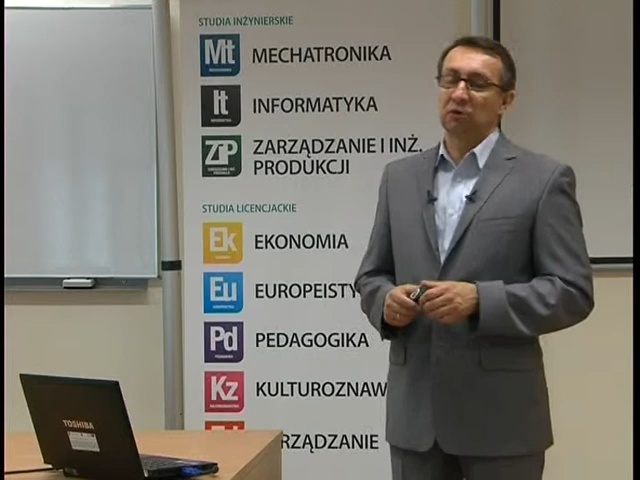 STUDIA INŻYNIERSKIE
Mt MECHATRONIKA
It INFORMATYKA
ZP ZARZĄDZANIE I INŻ.
PRODUKCJI
STUDIA LICENCJACKIE
Ek EKONOMIA
Eu EUROPEISTY
Pd PEDAGOGIKA
Kz KULTUROZNAW
RZĄDZANIE
TOSHIBA